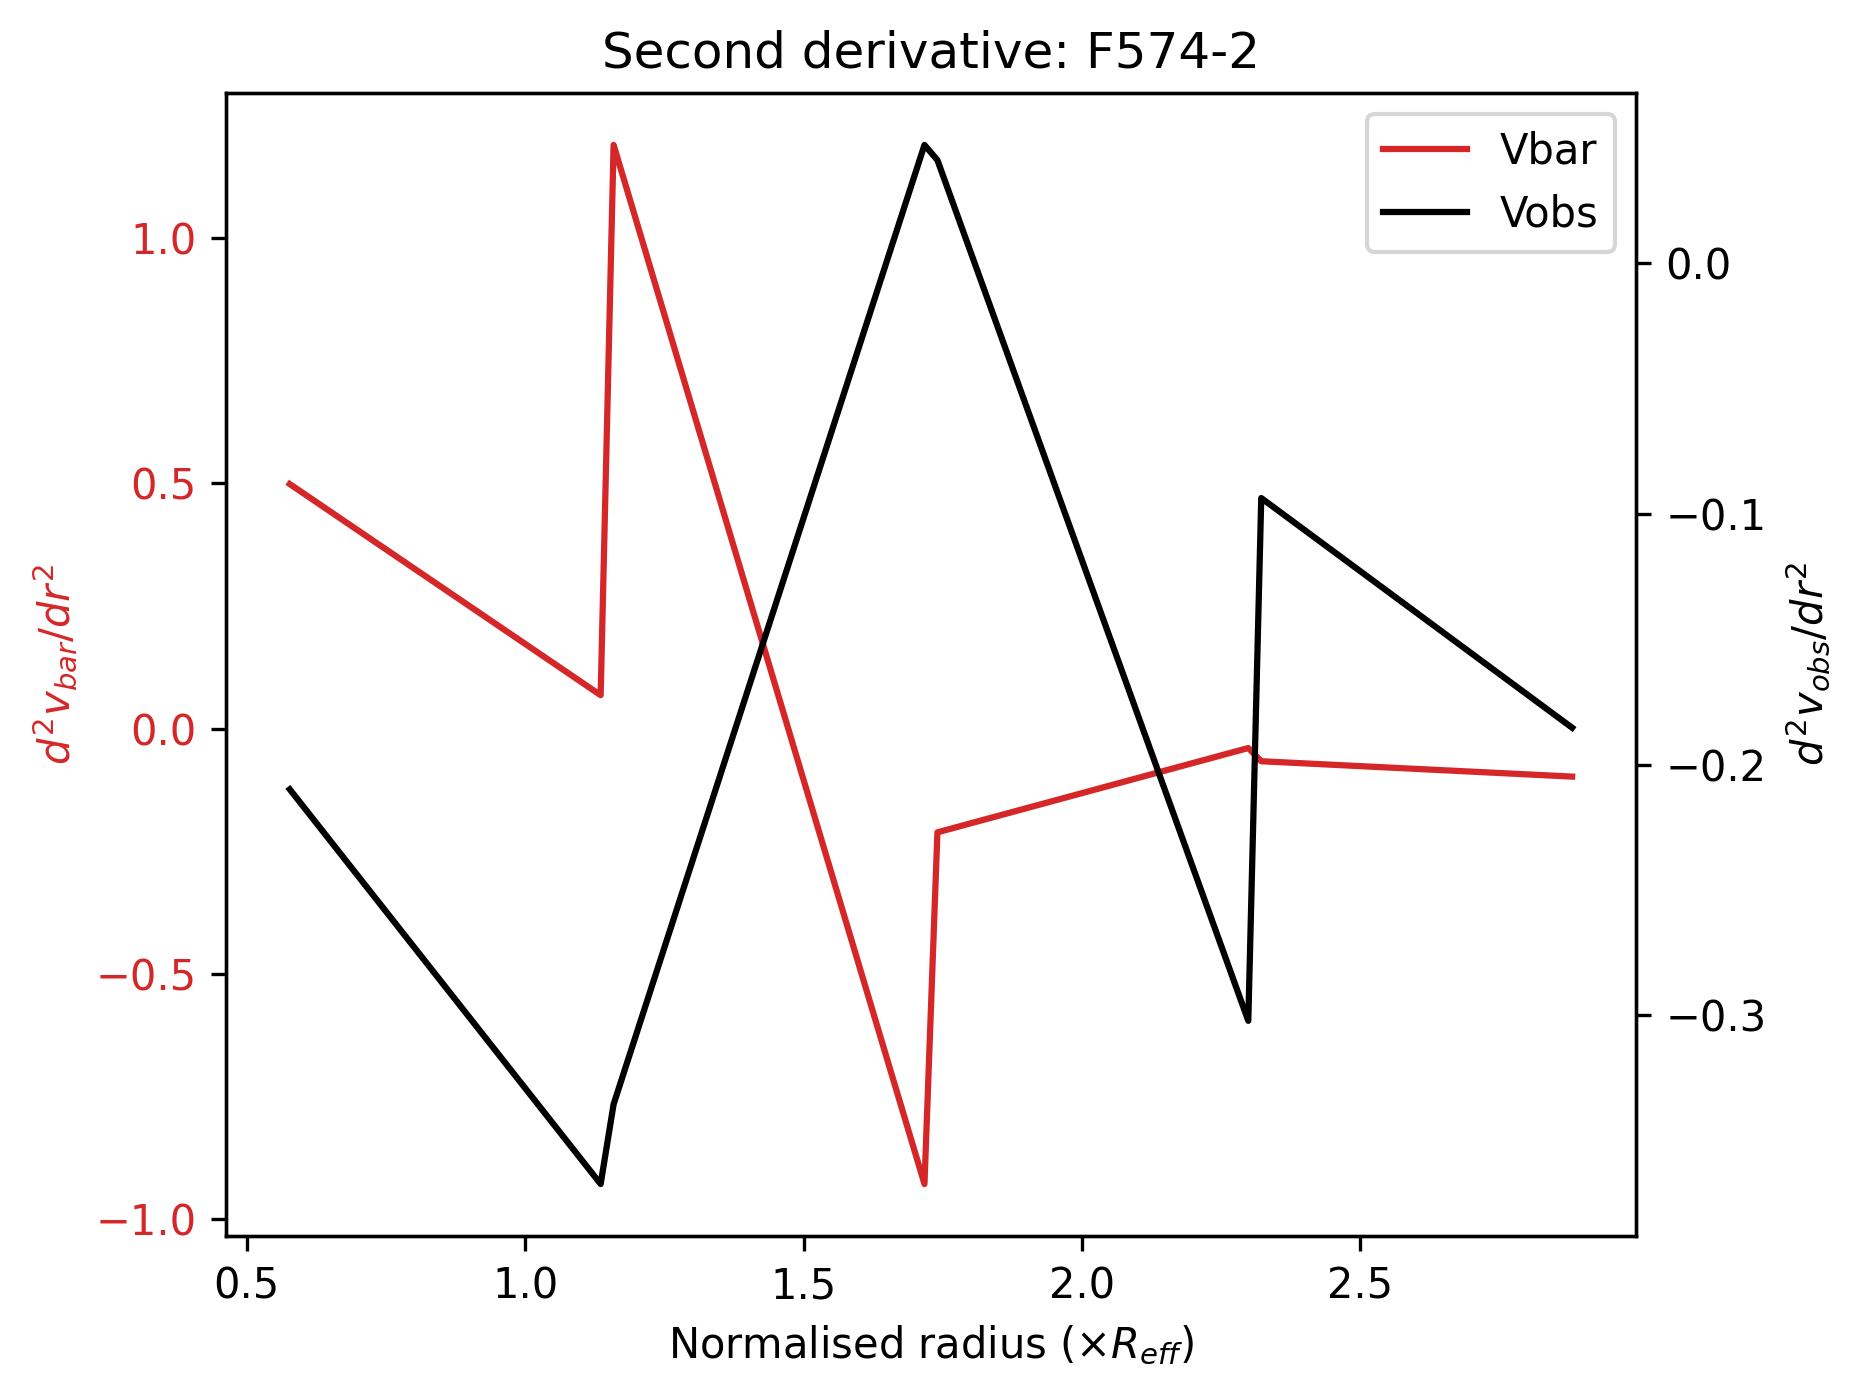 Second derivative: F574-2
Vbar
Vobs
1.0
0.5
0.0
−0.5
−1.0
d²v_bar/dr²
0.0
−0.1
−0.2
−0.3
d²v_obs/dr²
0.5 1.0 1.5 2.0 2.5
Normalised radius (×R_eff)